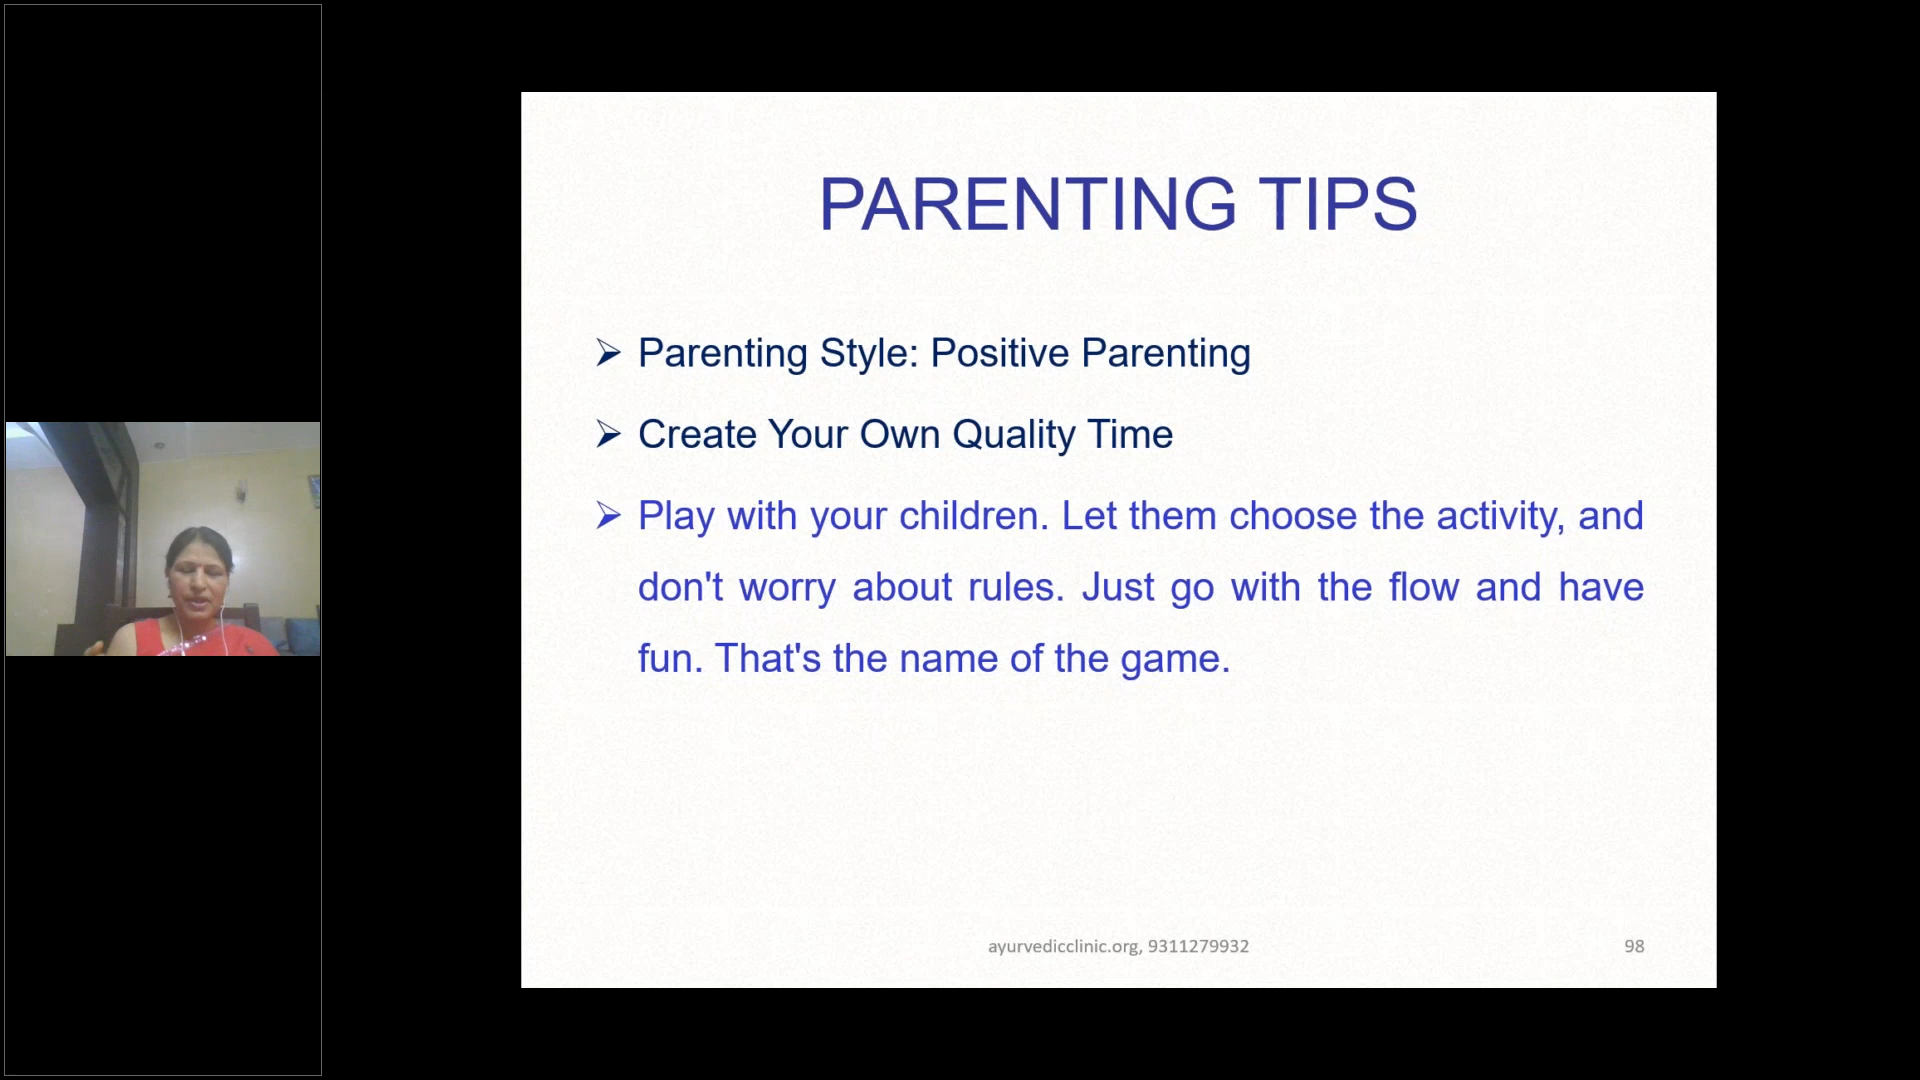 PARENTING TIPS
➢ Parenting Style: Positive Parenting
➢ Create Your Own Quality Time
➢ Play with your children. Let them choose the activity, and
don't worry about rules. Just go with the flow and have
fun. That's the name of the game.
ayurvedicclinic.org, 9311279932
98